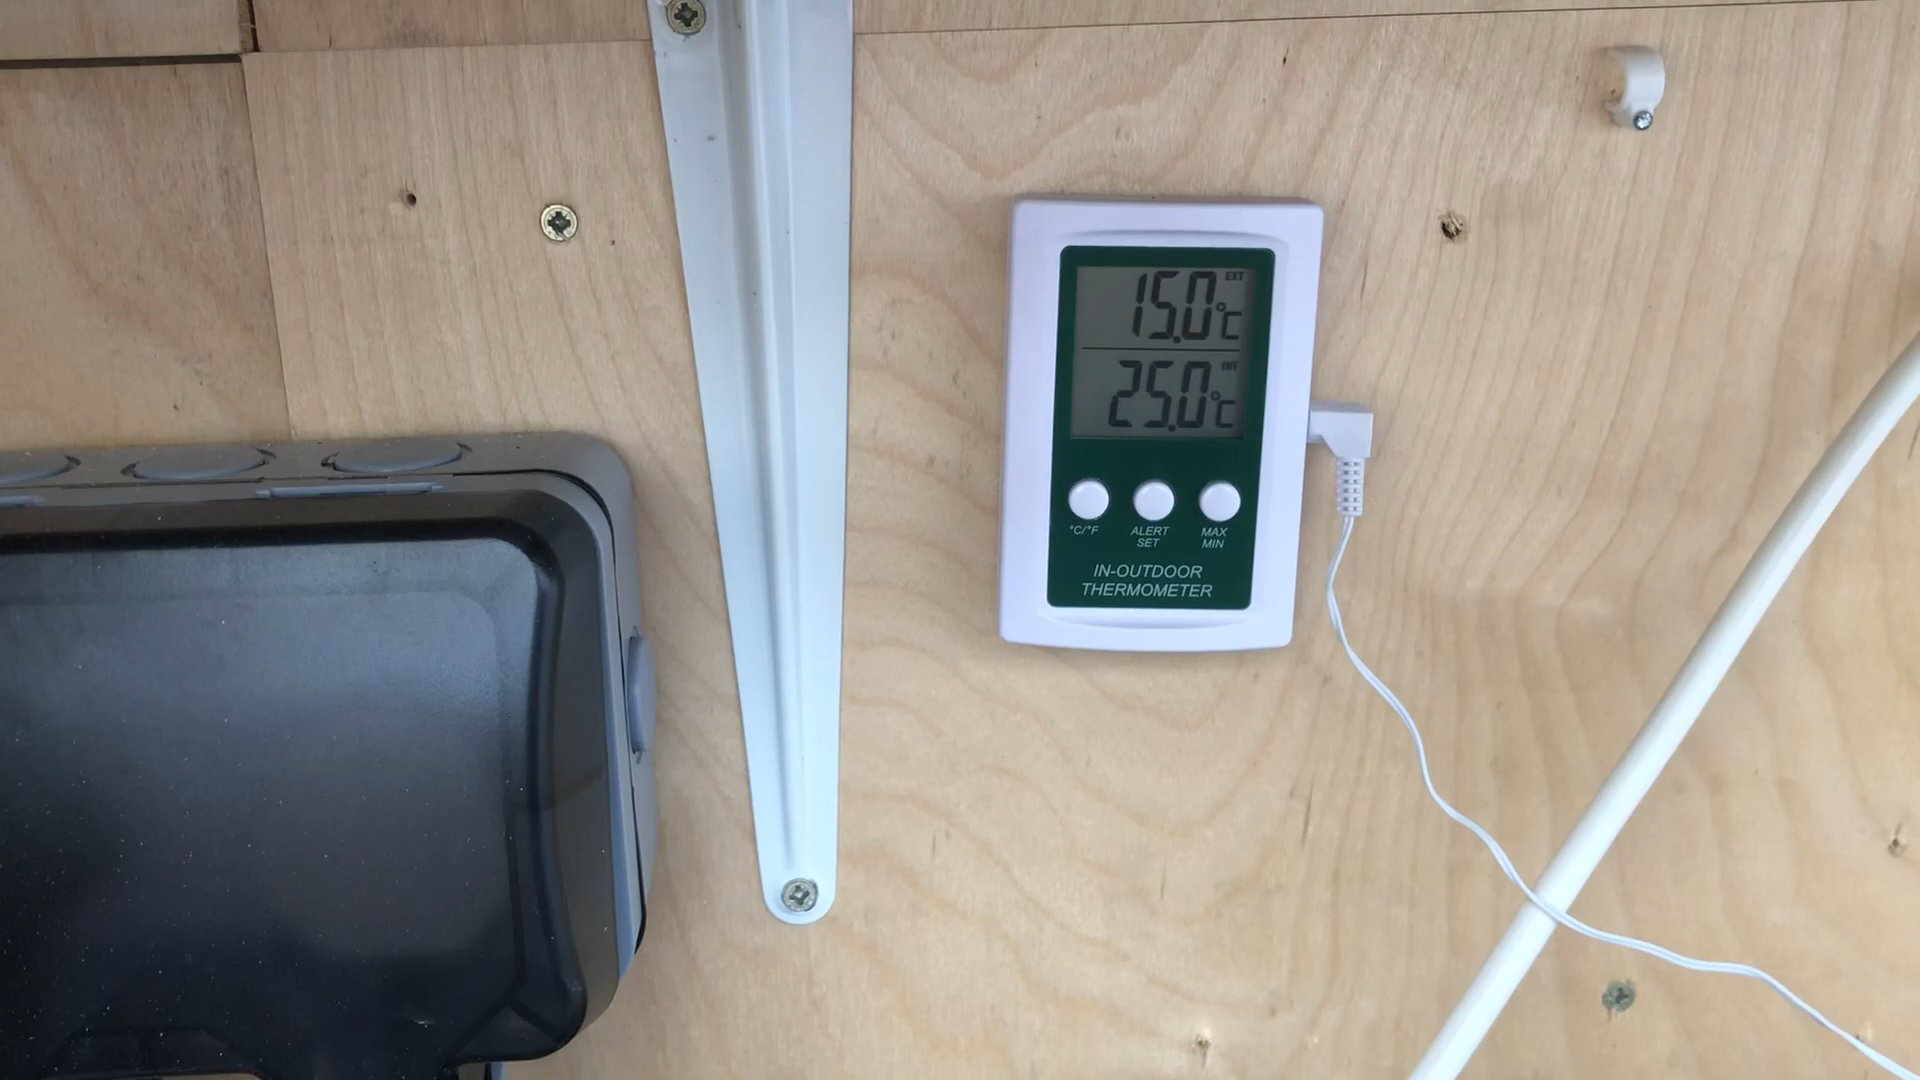 EXT
15.0°C
INT
25.0°C
°C/°F
ALERT
SET
MAX
MIN
IN-OUTDOOR
THERMOMETER